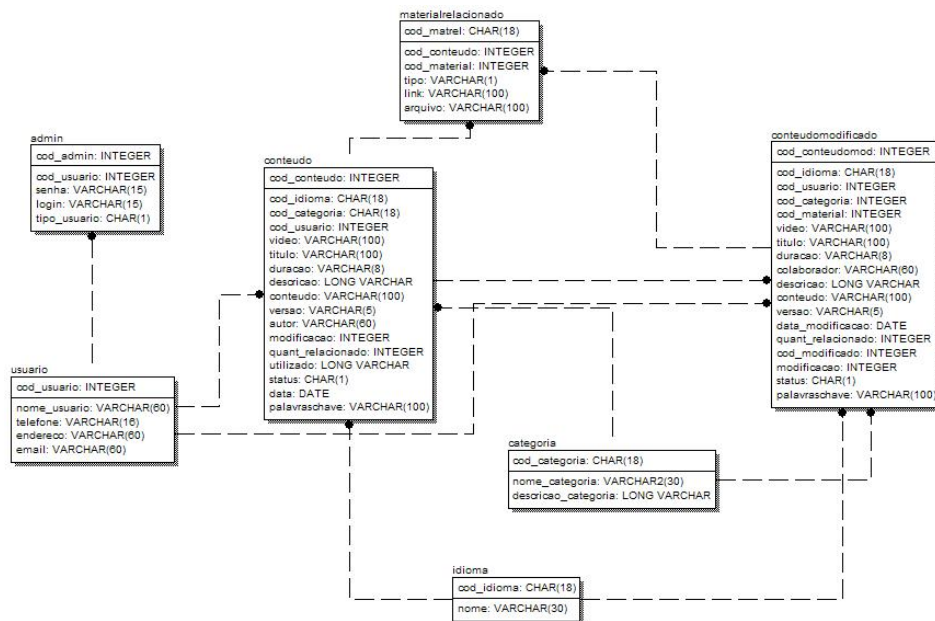 materialrelacionado
cod_matrel: CHAR(18)
cod_conteudo: INTEGER
cod_material: INTEGER
tipo: VARCHAR(1)
link: VARCHAR(100)
arquivo: VARCHAR(100)
admin
cod_admin: INTEGER
cod_usuario: INTEGER
senha: VARCHAR(15)
login: VARCHAR(15)
tipo_usuario: CHAR(1)
conteudo
cod_conteudo: INTEGER
cod_idioma: CHAR(18)
cod_categoria: CHAR(18)
cod_usuario: INTEGER
video: VARCHAR(100)
titulo: VARCHAR(100)
duracao: VARCHAR(8)
descricao: LONG VARCHAR
conteudo: VARCHAR(100)
versao: VARCHAR(5)
autor: VARCHAR(60)
modificacao: INTEGER
quant_relacionado: INTEGER
utilizado: LONG VARCHAR
status: CHAR(1)
data: DATE
palavraschave: VARCHAR(100)
conteudomodificado
cod_conteudomod: INTEGER
cod_idioma: CHAR(18)
cod_usuario: INTEGER
cod_categoria: INTEGER
cod_material: INTEGER
video: VARCHAR(100)
titulo: VARCHAR(100)
duracao: VARCHAR(8)
colaborador: VARCHAR(60)
descricao: LONG VARCHAR
conteudo: VARCHAR(100)
versao: VARCHAR(5)
data_modificacao: DATE
quant_relacionado: INTEGER
cod_modificado: INTEGER
modificacao: INTEGER
status: CHAR(1)
palavraschave: VARCHAR(100)
usuario
cod_usuario: INTEGER
nome_usuario: VARCHAR(60)
telefone: VARCHAR(16)
endereco: VARCHAR(60)
email: VARCHAR(60)
categoria
cod_categoria: CHAR(18)
nome_categoria: VARCHAR2(30)
descricao_categoria: LONG VARCHAR
idioma
cod_idioma: CHAR(18)
nome: VARCHAR(30)